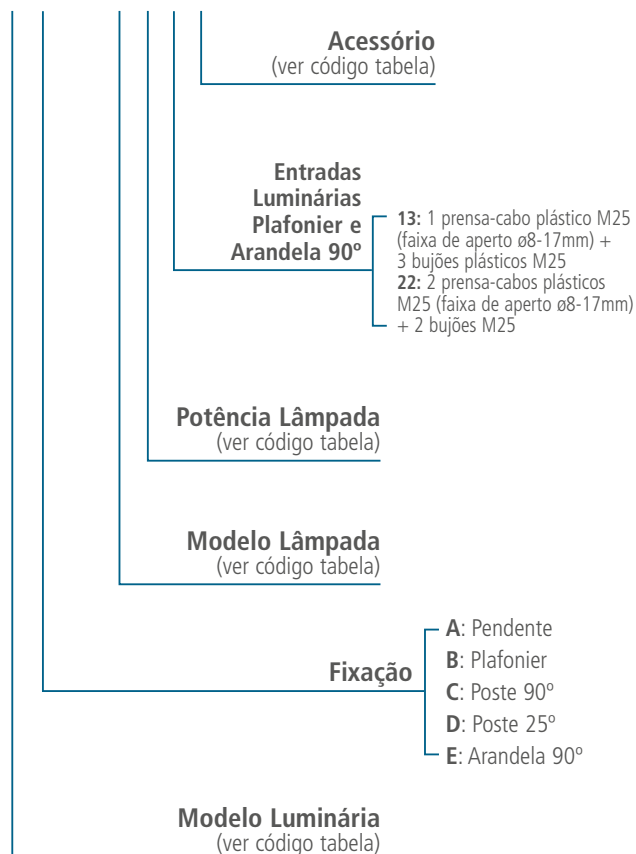 Acessório
(ver código tabela)
Entradas
Luminárias
Plafonier e
Arandela 90º
13: 1 prensa-cabo plástico M25
(faixa de aperto ø8-17mm) +
3 bujões plásticos M25
22: 2 prensa-cabos plásticos
M25 (faixa de aperto ø8-17mm)
+ 2 bujões M25
Potência Lâmpada
(ver código tabela)
Modelo Lâmpada
(ver código tabela)
Fixação
A: Pendente
B: Plafonier
C: Poste 90º
D: Poste 25º
E: Arandela 90º
Modelo Luminária
(ver código tabela)